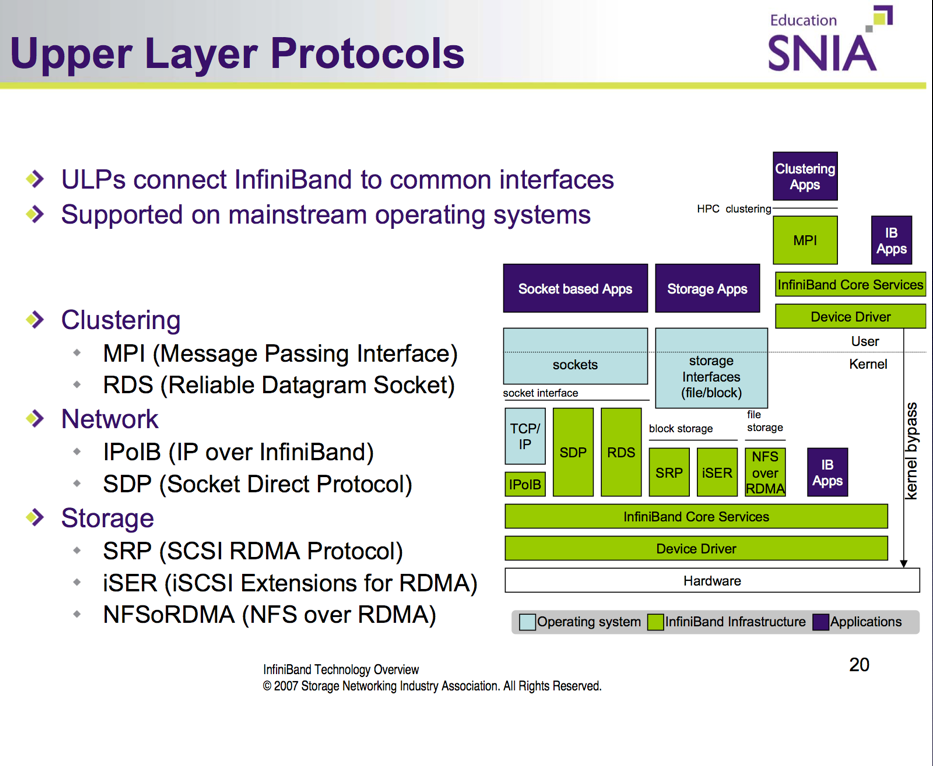 Upper Layer Protocols
Education
SNIA
ULPs connect InfiniBand to common interfaces
Supported on mainstream operating systems
Clustering
MPI (Message Passing Interface)
RDS (Reliable Datagram Socket)
Network
IPoIB (IP over InfiniBand)
SDP (Socket Direct Protocol)
Storage
SRP (SCSI RDMA Protocol)
iSER (iSCSI Extensions for RDMA)
NFSoRDMA (NFS over RDMA)
Clustering
Apps
HPC clustering
MPI
IB
Apps
Socket based Apps
Storage Apps
InfiniBand Core Services
Device Driver
User
Kernel
sockets
storage
Interfaces
(file/block)
socket interface
TCP/
IP
IPoIB
SDP
RDS
block storage
file
storage
SRP
iSER
NFS
over
RDMA
IB
Apps
kernel bypass
InfiniBand Core Services
Device Driver
Hardware
Operating system
InfiniBand Infrastructure
Applications
InfiniBand Technology Overview
© 2007 Storage Networking Industry Association. All Rights Reserved.
20